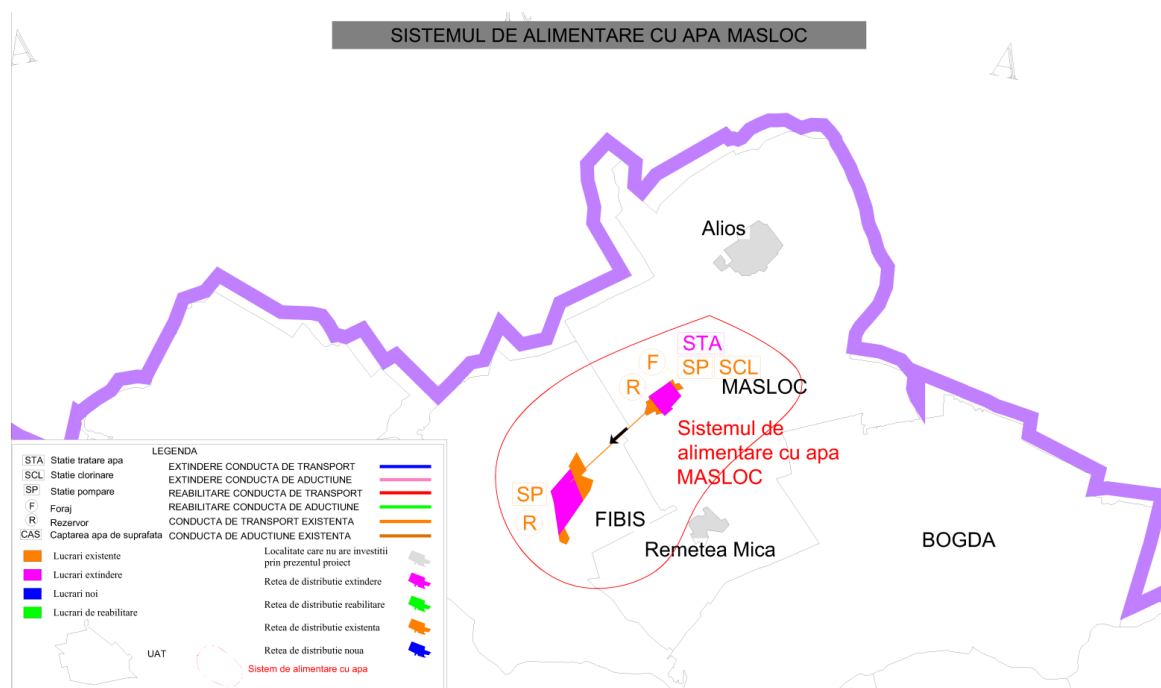 SISTEMUL DE ALIMENTARE CU APA MASLOC
A
R
A
Alios
STA
F
SP SCL
R
MASLOC
Sistemul de
alimentare cu apa
MASLOC
SP
R
FIBIS
Remetea Mica
BOGDA
LEGENDA
STA Statie tratare apa
SCL Statie clorinare
SP Statie pompare
F Foraj
R Rezervor
CAS Captarea apa de suprafata
EXTINDERE CONDUCTA DE TRANSPORT
EXTINDERE CONDUCTA DE ADUCTIUNE
REABILITARE CONDUCTA DE TRANSPORT
REABILITARE CONDUCTA DE ADUCTIUNE
CONDUCTA DE TRANSPORT EXISTENTA
CONDUCTA DE ADUCTIUNE EXISTENTA
Lucrari existente
Lucrari extindere
Lucrari noi
Lucrari de reabilitare
Localitate care nu are investitii
prin prezentul proiect
Retea de distributie extindere
Retea de distributie reabilitare
Retea de distributie existenta
Retea de distributie noua
UAT
Sistem de alimentare cu apa